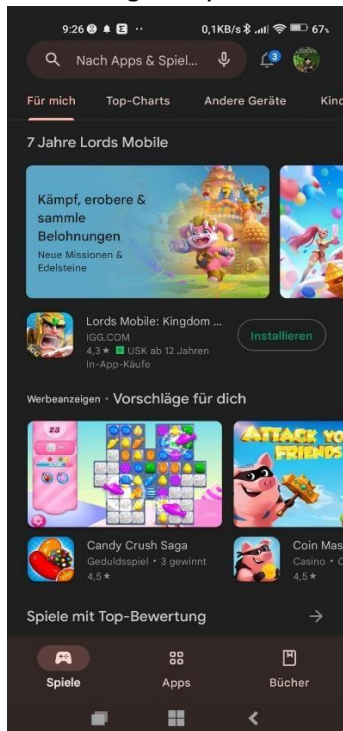 9:26
0,1KB/s
67%
Nach Apps & Spiel...
3
Für mich
Top-Charts
Andere Geräte
Kind
7 Jahre Lords Mobile
Kämpf, erobere &
sammle
Belohnungen
Neue Missionen &
Edelsteine
Lords Mobile: Kingdom ...
IGG.COM
4,3 ★ USK ab 12 Jahren
In-App-Käufe
Installieren
Werbeanzeigen • Vorschläge für dich
23
ATTACK YO
FRIENDS
Candy Crush Saga
Geduldsspiel • 3 gewinnt
4,5 ★
Coin Mas
Casino •
4,5 ★
Spiele mit Top-Bewertung
Spiele
Apps
Bücher